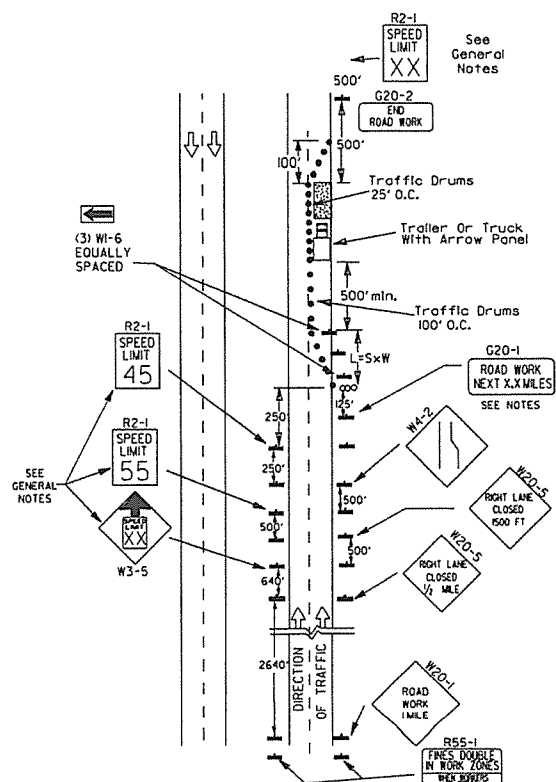 R2-1
SPEED
LIMIT
XX
See
General
Notes
500'
G20-2
END
ROAD WORK
100'
500'
Traffic Drums
25' O.C.
Trailer Or Truck
With Arrow Panel
(3) W1-6
EQUALLY
SPACED
500' min.
Traffic Drums
100' O.C.
R2-1
SPEED
LIMIT
45
L=SxW
G20-1
ROAD WORK
NEXT X.X MILES
SEE NOTES
125'
250'
250'
R2-1
SPEED
LIMIT
55
W4-2
500'
SEE
GENERAL
NOTES
500'
W20-5
RIGHT LANE
CLOSED
1500 FT
500'
SPEED
LIMIT
XX
W3-5
640'
W20-5
RIGHT LANE
CLOSED
1/2 MILE
2640'
DIRECTION
OF TRAFFIC
W20-1
ROAD
WORK
1 MILE
R55-1
FINES DOUBLE
IN WORK ZONES
WHEN WORKERS